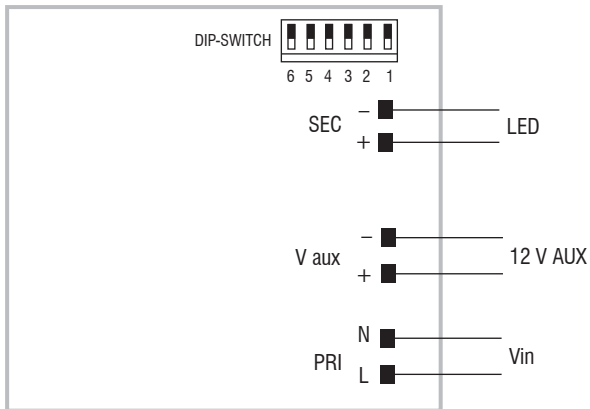 DIP-SWITCH
6 5 4 3 2 1
SEC
−
+
LED
V aux
−
+
12 V AUX
PRI
N
L
Vin